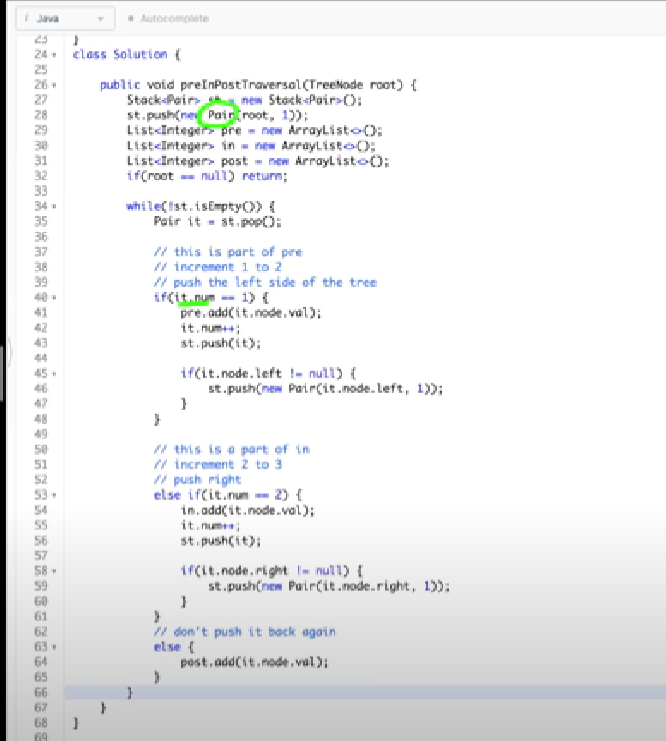 i Java
Autocomplete
23 }
24 class Solution {
25
26 public void preInPostTraversal(TreeNode root) {
27 Stack<Pair> st = new Stack<Pair>();
28 st.push(new Pair(root, 1));
29 List<Integer> pre = new ArrayList<>();
30 List<Integer> in = new ArrayList<>();
31 List<Integer> post = new ArrayList<>();
32 if(root == null) return;
33
34 while(!st.isEmpty()) {
35 Pair it = st.pop();
36
37 // this is part of pre
38 // increment 1 to 2
39 // push the left side of the tree
40 if(it.num == 1) {
41 pre.add(it.node.val);
42 it.num++;
43 st.push(it);
44
45 if(it.node.left != null) {
46 st.push(new Pair(it.node.left, 1));
47 }
48 }
49
50 // this is a part of in
51 // increment 2 to 3
52 // push right
53 else if(it.num == 2) {
54 in.add(it.node.val);
55 it.num++;
56 st.push(it);
57
58 if(it.node.right != null) {
59 st.push(new Pair(it.node.right, 1));
60 }
61 }
62 // don't push it back again
63 else {
64 post.add(it.node.val);
65 }
66 }
67 }
68 }
69